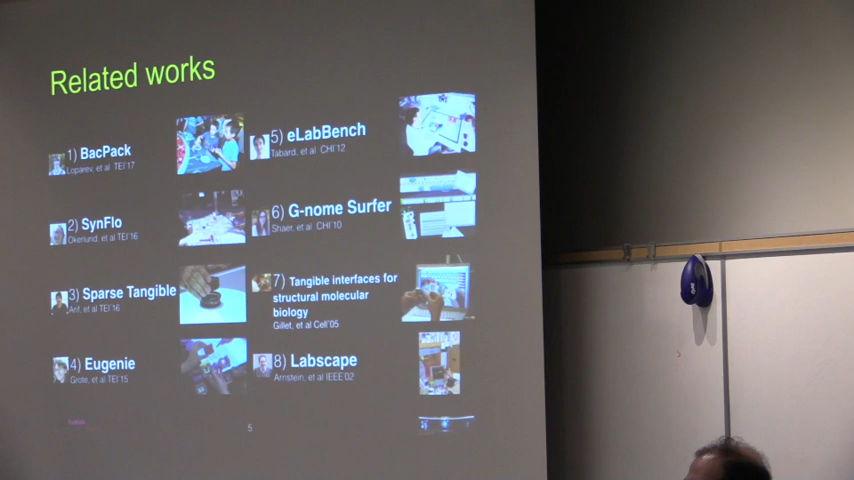 Related works
1) BacPack
Loparev, et al TEI'17
2) SynFlo
Okerlund, et al TEI'16
3) Sparse Tangible
Arif, et al TEI'16
4) Eugenie
Grote, et al TEI'15
5) eLabBench
Tabard, et al CHI'12
6) G-nome Surfer
Shaer, et al CHI'10
7) Tangible interfaces for
structural molecular
biology
Gillet, et al Cell'05
8) Labscape
Arnstein, et al IEEE'02
5